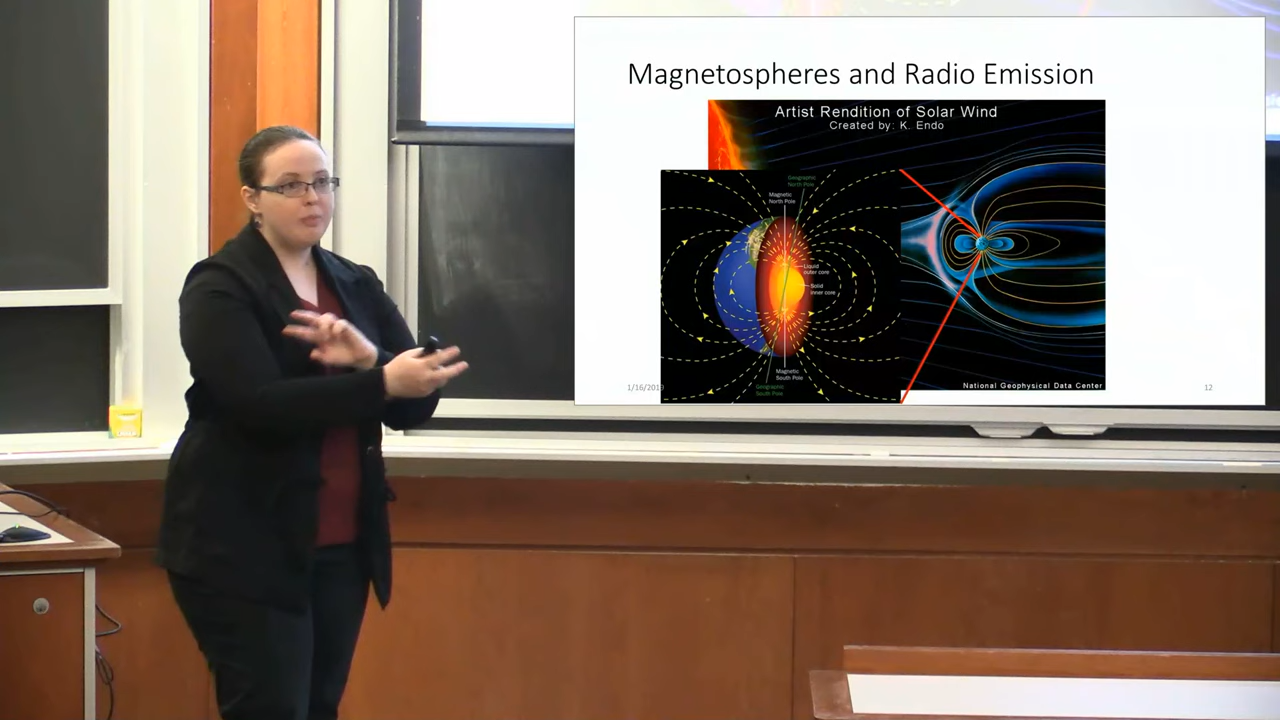 Magnetospheres and Radio Emission
Artist Rendition of Solar Wind
Created by: K. Endo
Geographic
North Pole
Magnetic
North Pole
Liquid
outer core
Solid
inner core
Magnetic
South Pole
Geographic
South Pole
National Geophysical Data Center
12